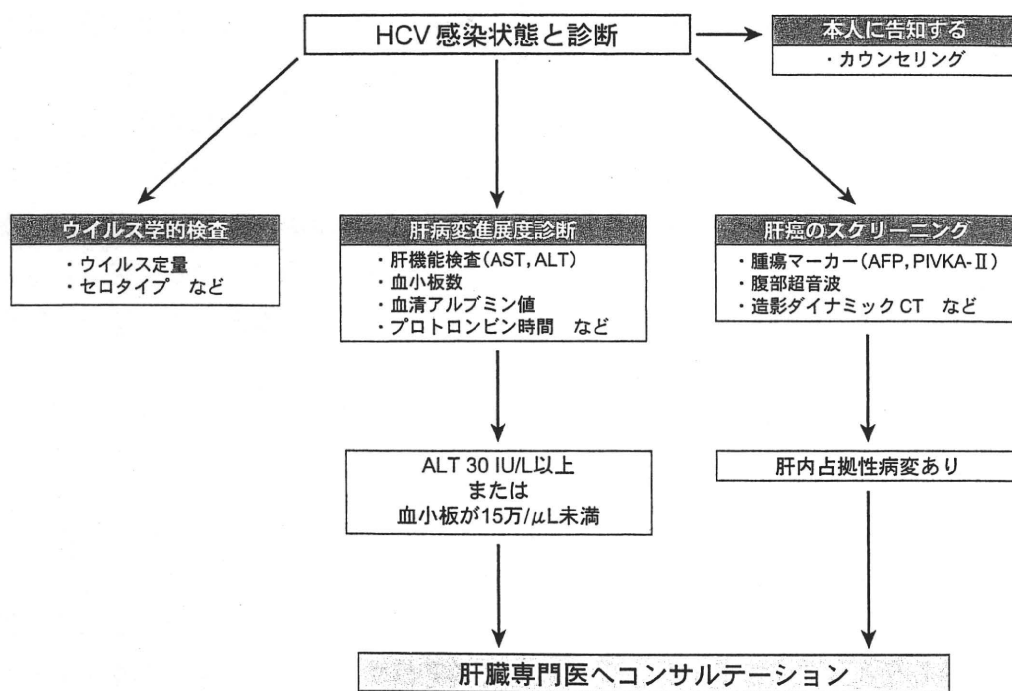 HCV 感染状態と診断
本人に告知する
・カウンセリング
ウイルス学的検査
・ウイルス定量
・セロタイプ など
肝病変進展度診断
・肝機能検査(AST, ALT)
・血小板数
・血清アルブミン値
・プロトロンビン時間 など
肝癌のスクリーニング
・腫瘍マーカー(AFP, PIVKA-Ⅱ)
・腹部超音波
・造影ダイナミック CT など
ALT 30 IU/L以上
または
血小板が15万/μL未満
肝内占拠性病変あり
肝臓専門医へコンサルテーション